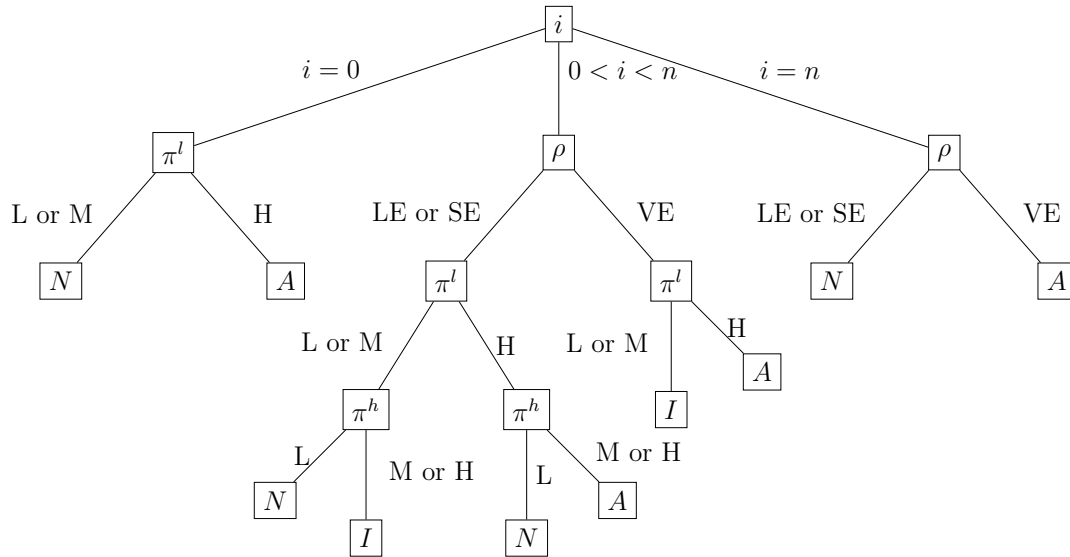 i
i = 0
0 < i < n
i = n
π^l
ρ
ρ
L or M
H
LE or SE
VE
LE or SE
VE
N
A
π^l
π^l
N
A
L or M
H
L or M
H
A
π^h
π^h
I
L
M or H
L
M or H
N
A
I
N